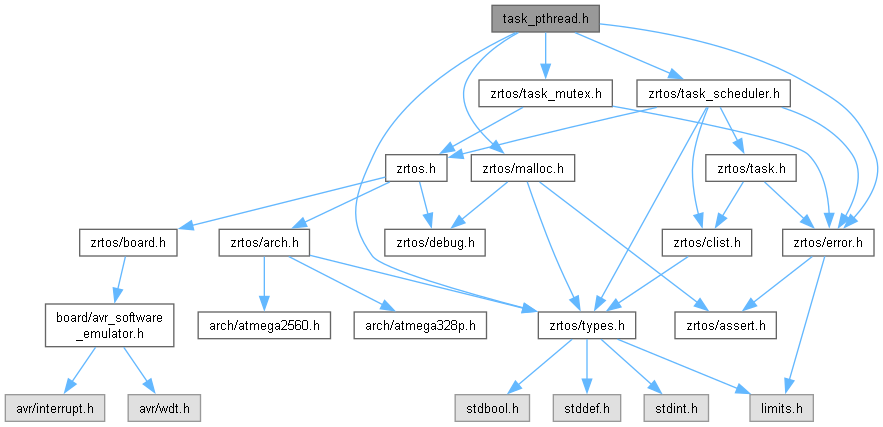 task_pthread.h
zrtos/task_mutex.h
zrtos/task_scheduler.h
zrtos.h
zrtos/malloc.h
zrtos/task.h
zrtos/board.h
zrtos/arch.h
zrtos/debug.h
zrtos/clist.h
zrtos/error.h
board/avr_software
_emulator.h
arch/atmega2560.h
arch/atmega328p.h
zrtos/types.h
zrtos/assert.h
avr/interrupt.h
avr/wdt.h
stdbool.h
stddef.h
stdint.h
limits.h